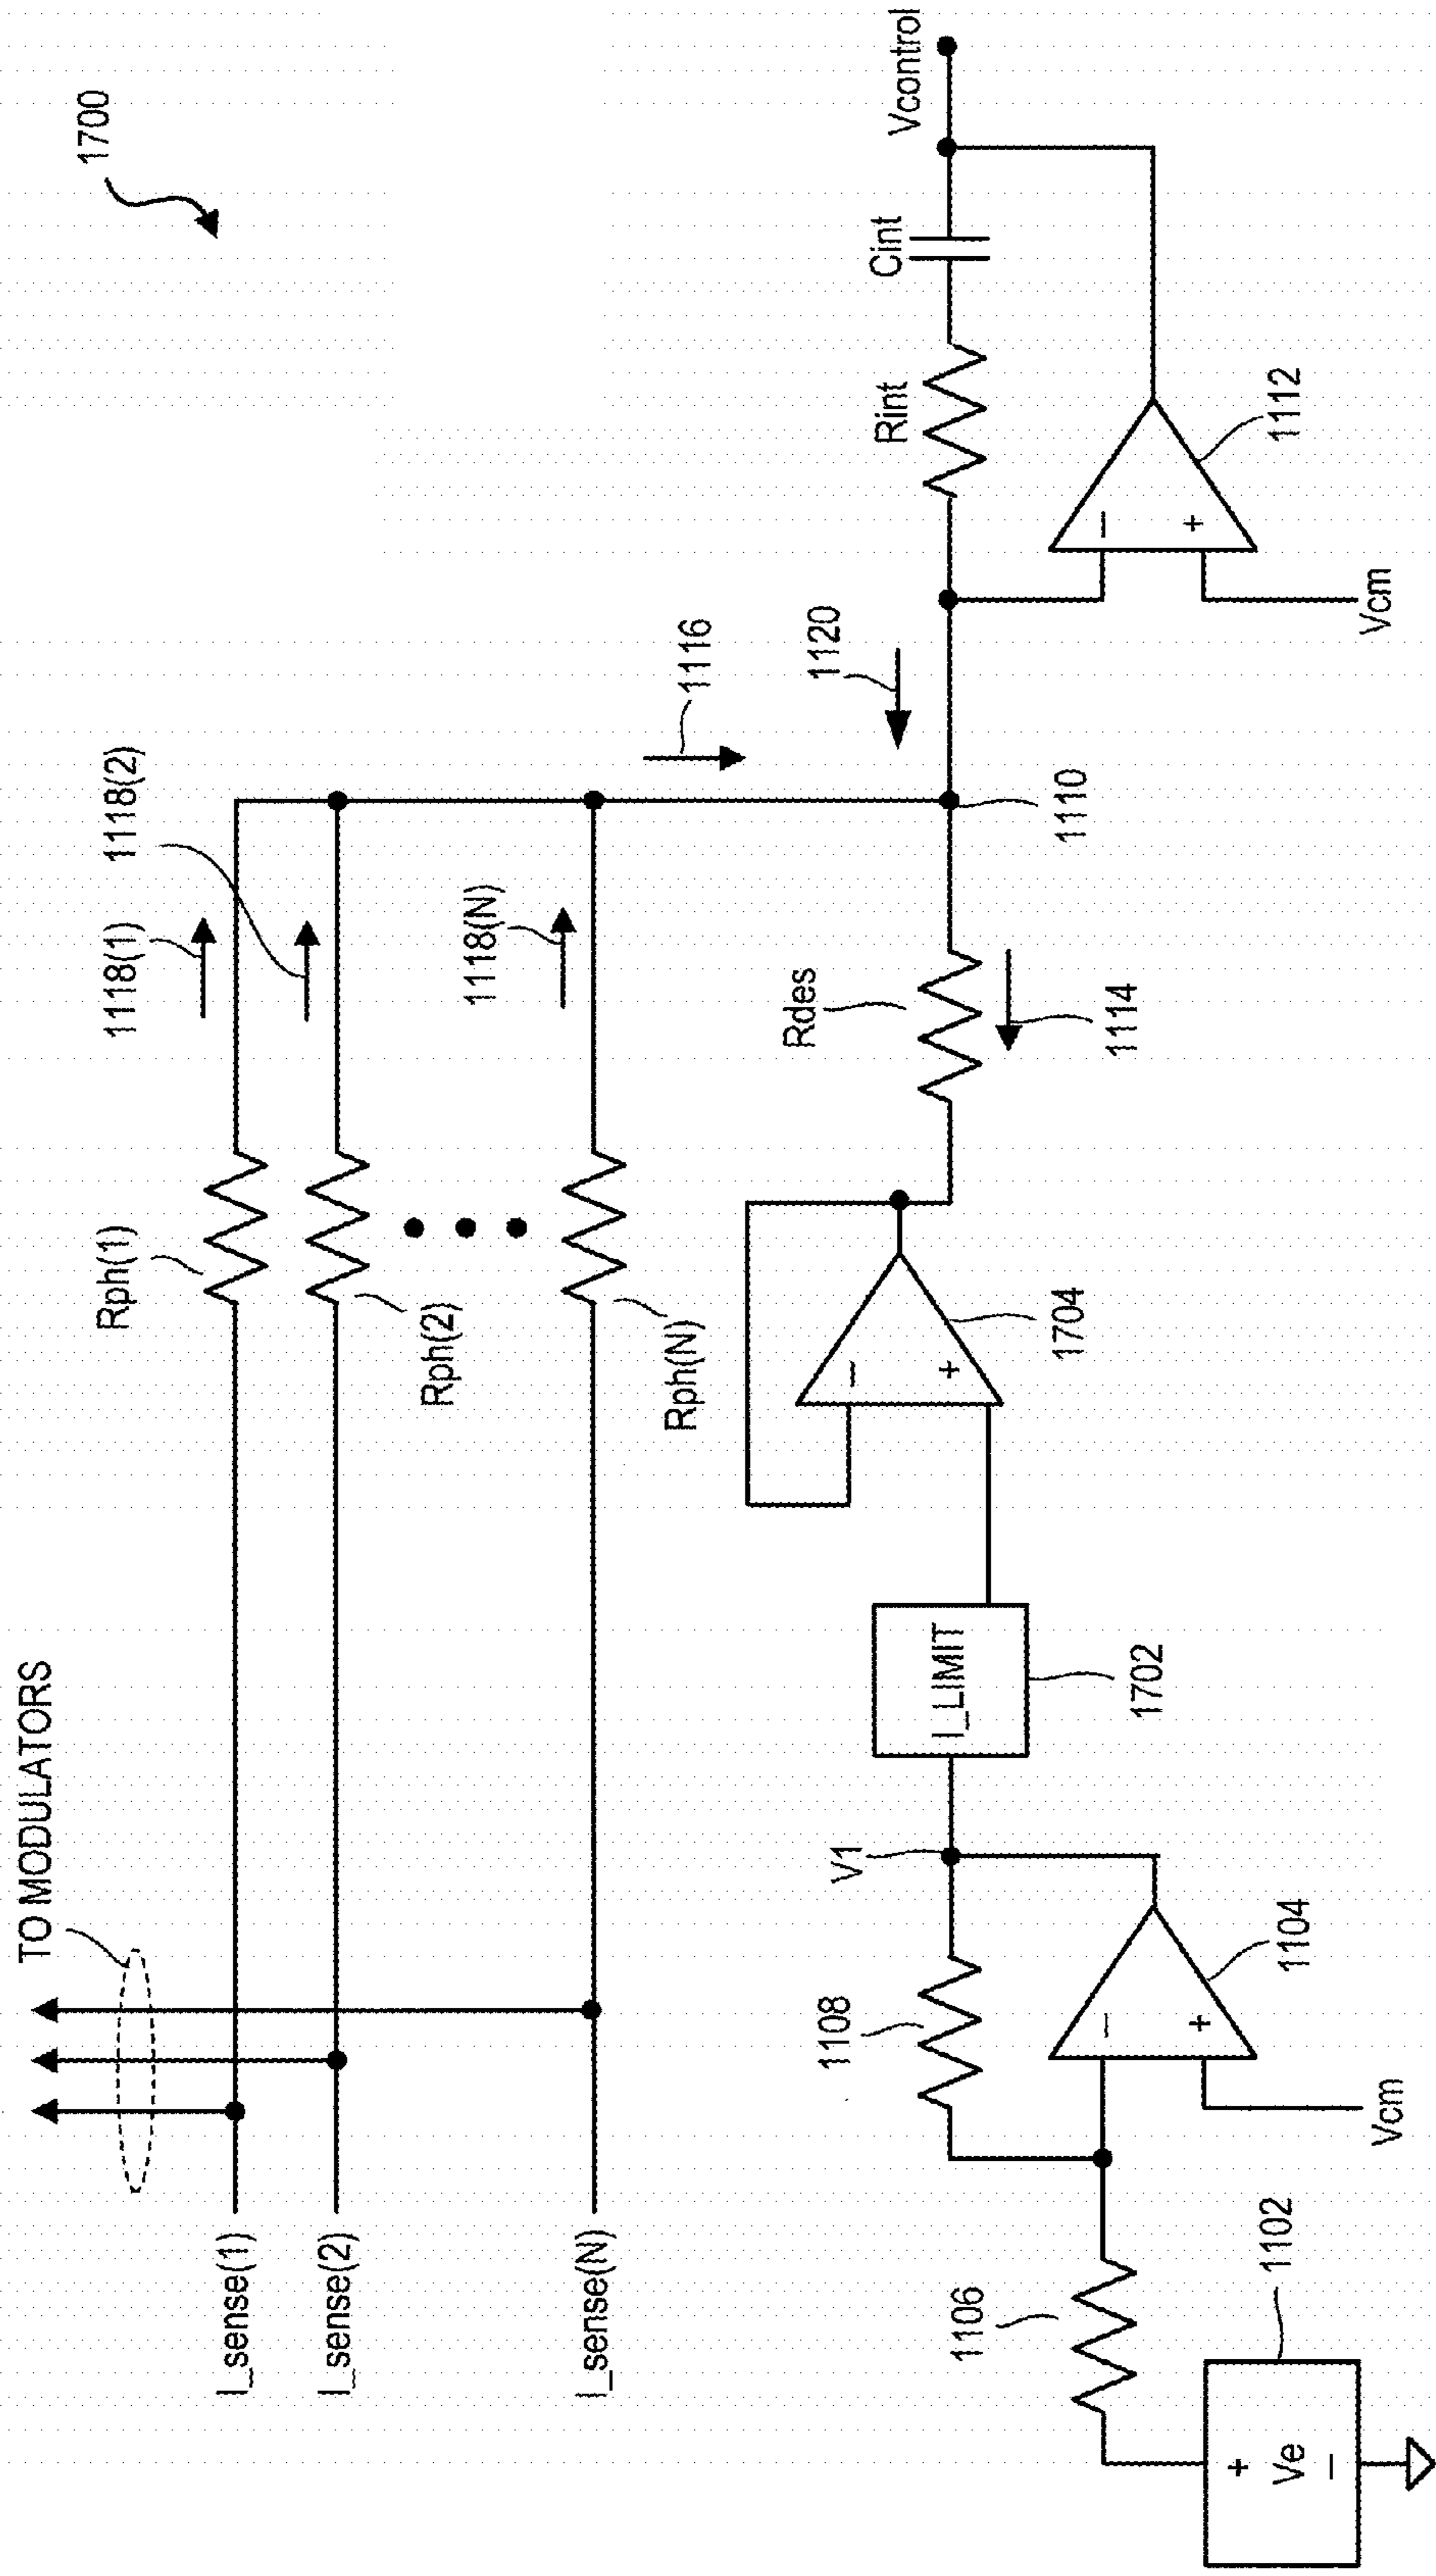 1700
TO MODULATORS
I_sense(1)
I_sense(2)
I_sense(N)
Rph(1)
Rph(2)
Rph(N)
1118(1)
1118(2)
1118(N)
1116
1120
1110
Rdes
1114
1704
− +
I_LIMIT
1702
V1
1108
1104
− +
Vcm
1106
1102
+ Ve −
Rint
Cint
Vcontrol
1112
− +
Vcm